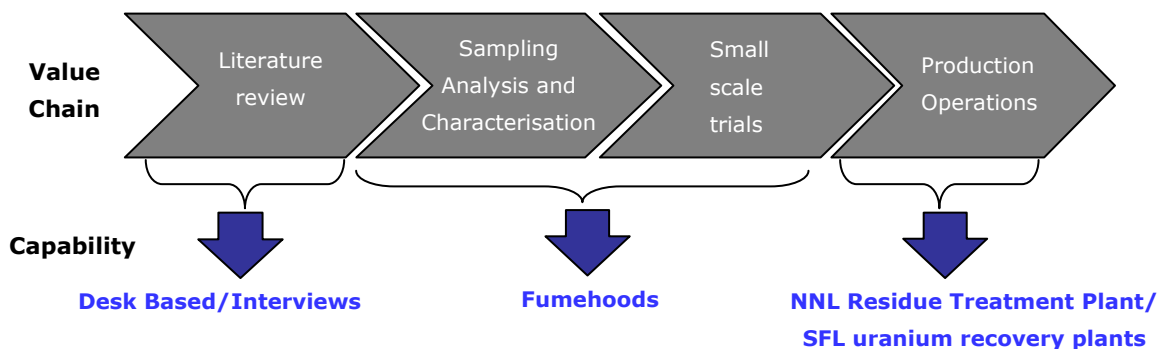 Value
Chain
Literature
review
Sampling
Analysis and
Characterisation
Small
scale
trials
Production
Operations
Capability
Desk Based/Interviews
Fumehoods
NNL Residue Treatment Plant/
SFL uranium recovery plants